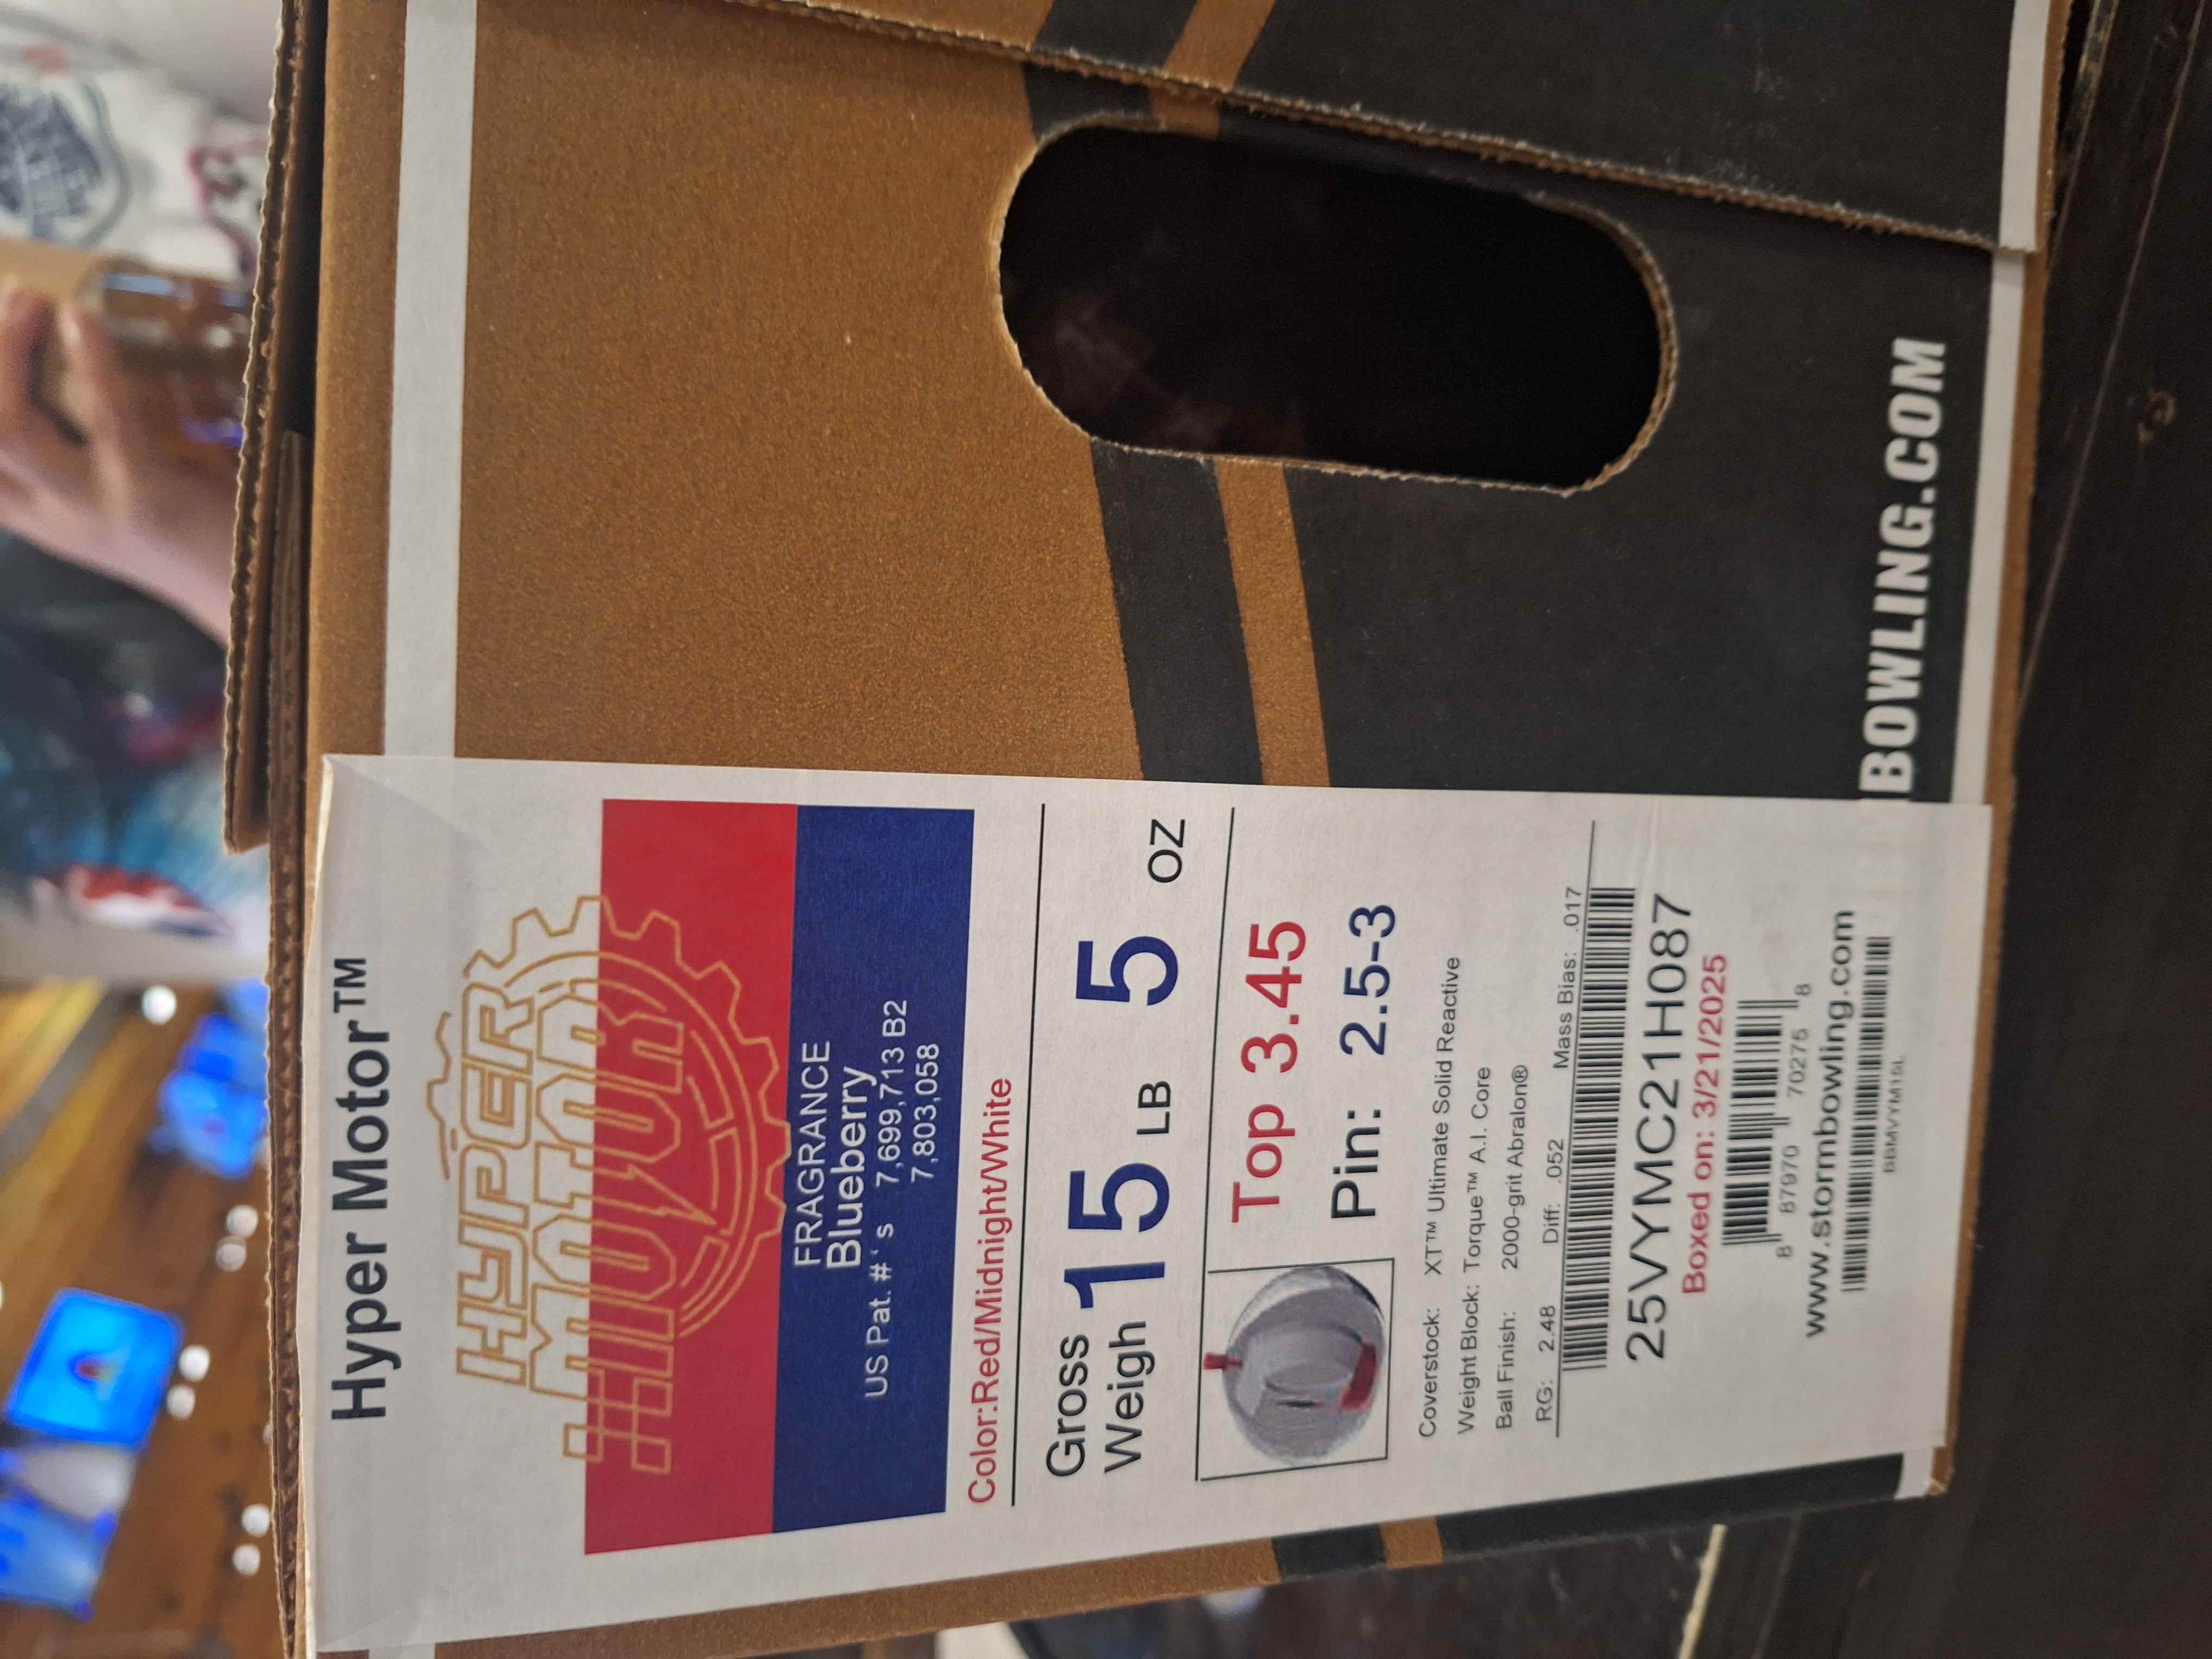 Hyper Motor™
HYPER
MOTOR
FRAGRANCE
Blueberry
US Pat. #'s 7,699,713 B2
7,803,058
Color:Red/Midnight/White
Gross
Weigh 15 LB 5 OZ
Top 3.45
Pin: 2.5-3
Coverstock: XT™ Ultimate Solid Reactive
Weight Block: Torque™ A.I. Core
Ball Finish: 2000-grit Abralon®
RG: 2.48 Diff: .052 Mass Bias: .017
25VYMC21H087
Boxed on: 3/21/2025
8 87970 70275 8
www.stormbowling.com
BBMVYM15L
BOWLING.COM